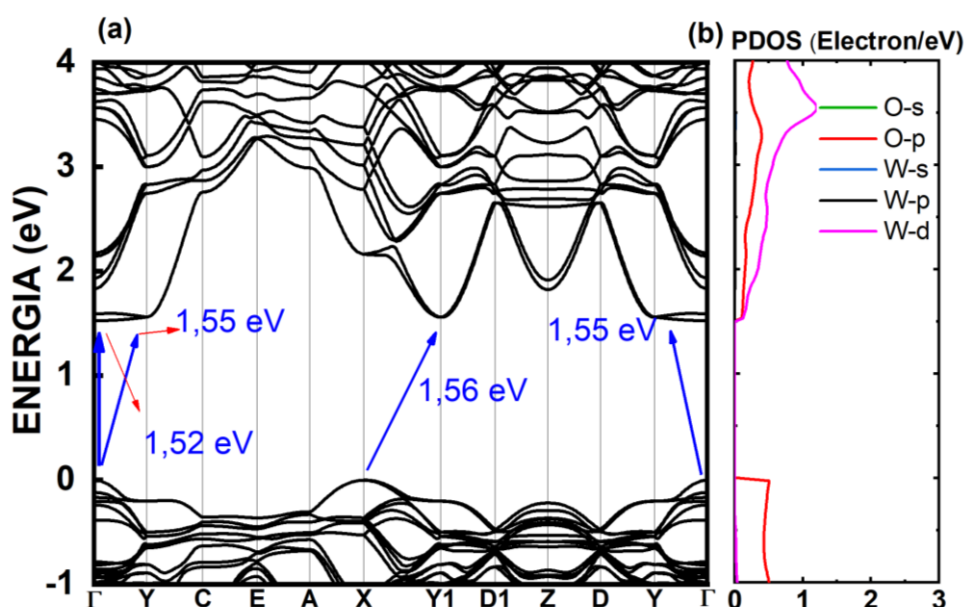 (a)
(b) PDOS (Electron/eV)
ENERGIA (eV)
4
3
2
1
0
-1
1,55 eV
1,52 eV
1,56 eV
1,55 eV
Γ Y C E A X Y1 D1 Z D Y Γ
O-s
O-p
W-s
W-p
W-d
0 1 2 3